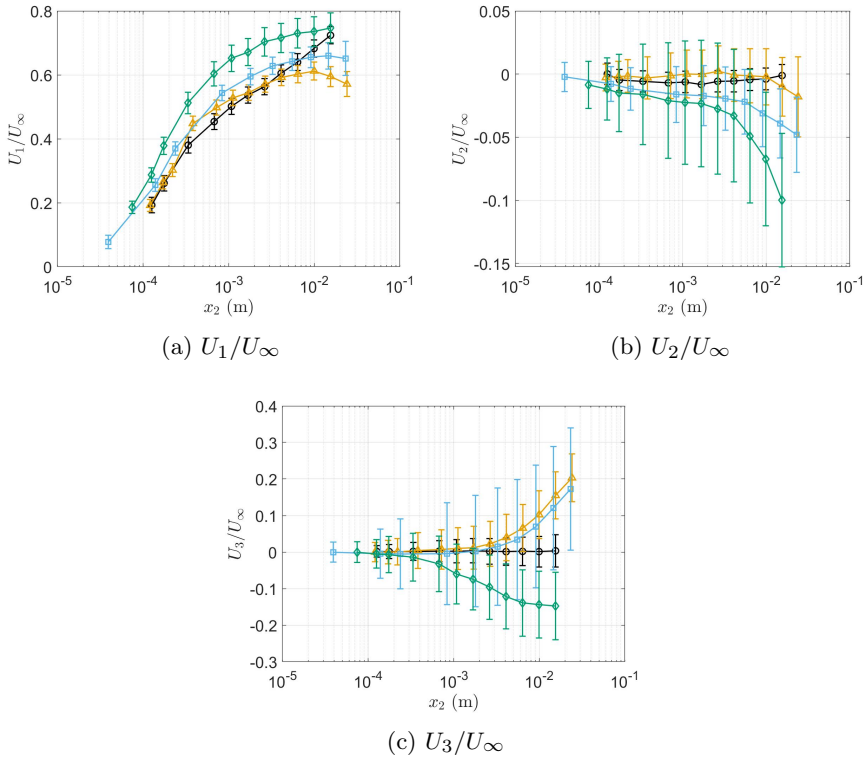 0.8
0.6
0.4
0.2
0
U₁/U∞
10⁻⁵ 10⁻⁴ 10⁻³ 10⁻² 10⁻¹
x₂ (m)
(a) U₁/U∞
0.05
0
-0.05
-0.1
-0.15
U₂/U∞
10⁻⁵ 10⁻⁴ 10⁻³ 10⁻² 10⁻¹
x₂ (m)
(b) U₂/U∞
0.4
0.3
0.2
0.1
0
-0.1
-0.2
-0.3
U₃/U∞
10⁻⁵ 10⁻⁴ 10⁻³ 10⁻² 10⁻¹
x₂ (m)
(c) U₃/U∞